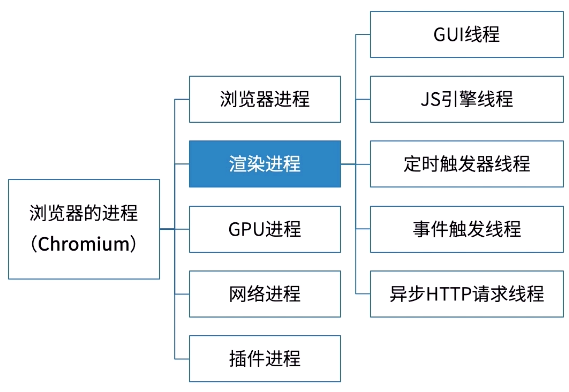 浏览器的进程
（Chromium）
浏览器进程
渲染进程
GPU进程
网络进程
插件进程
GUI线程
JS引擎线程
定时触发器线程
事件触发线程
异步HTTP请求线程